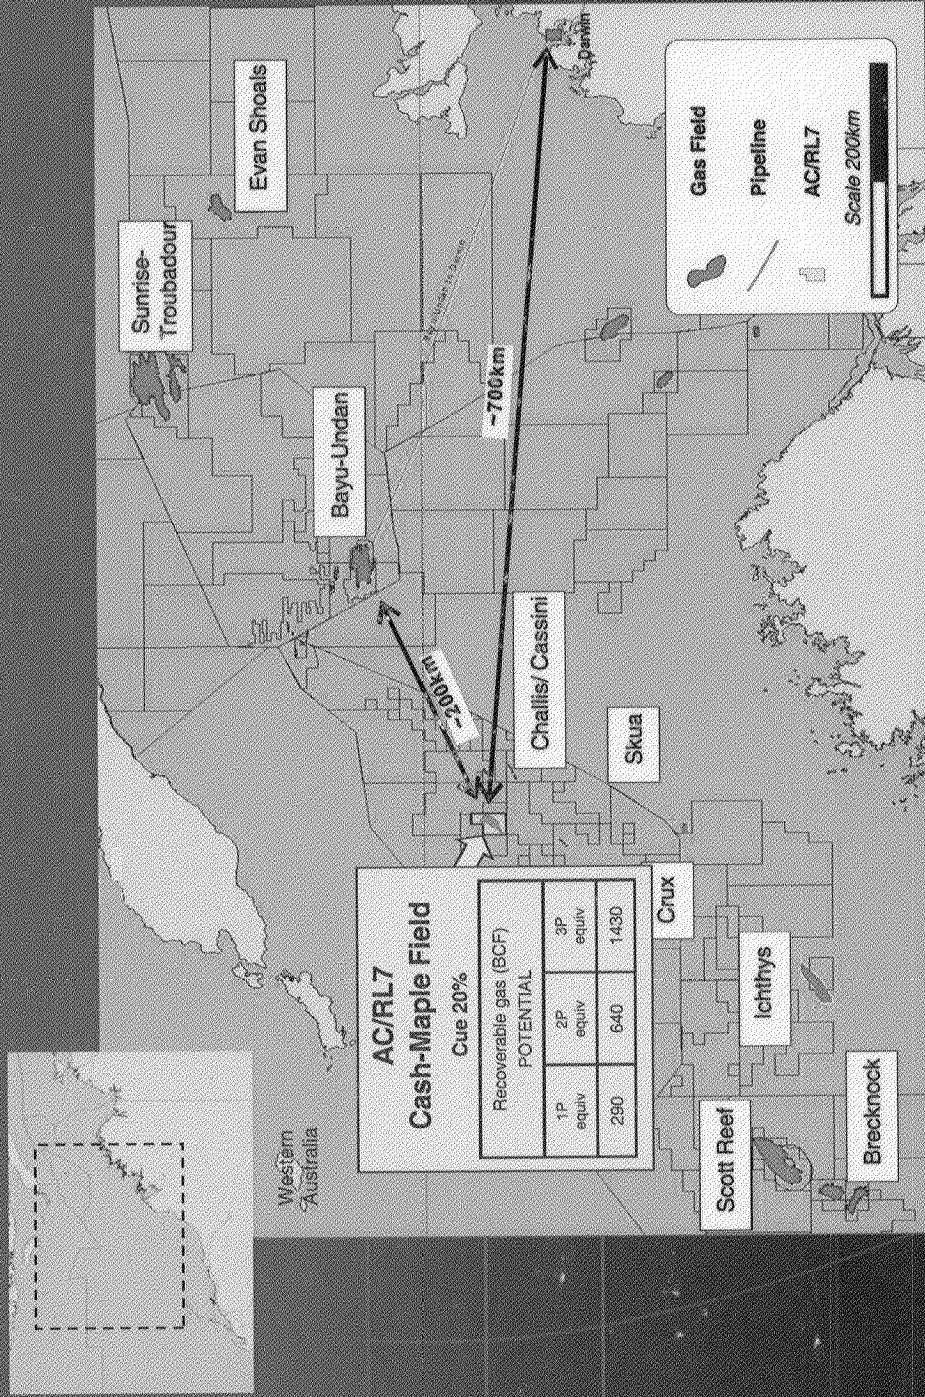 Western
Australia
Sunrise-
Troubadour
Evan Shoals
Bayu-Undan
~200km
~700km
Darwin
AC/RL7
Cash-Maple Field
Cue 20%
Recoverable gas (BCF)
POTENTIAL
1P
equiv
2P
equiv
3P
equiv
290
640
1430
Challis/ Cassini
Skua
Crux
Ichthys
Scott Reef
Brecknock
Gas Field
Pipeline
AC/RL7
Scale 200km